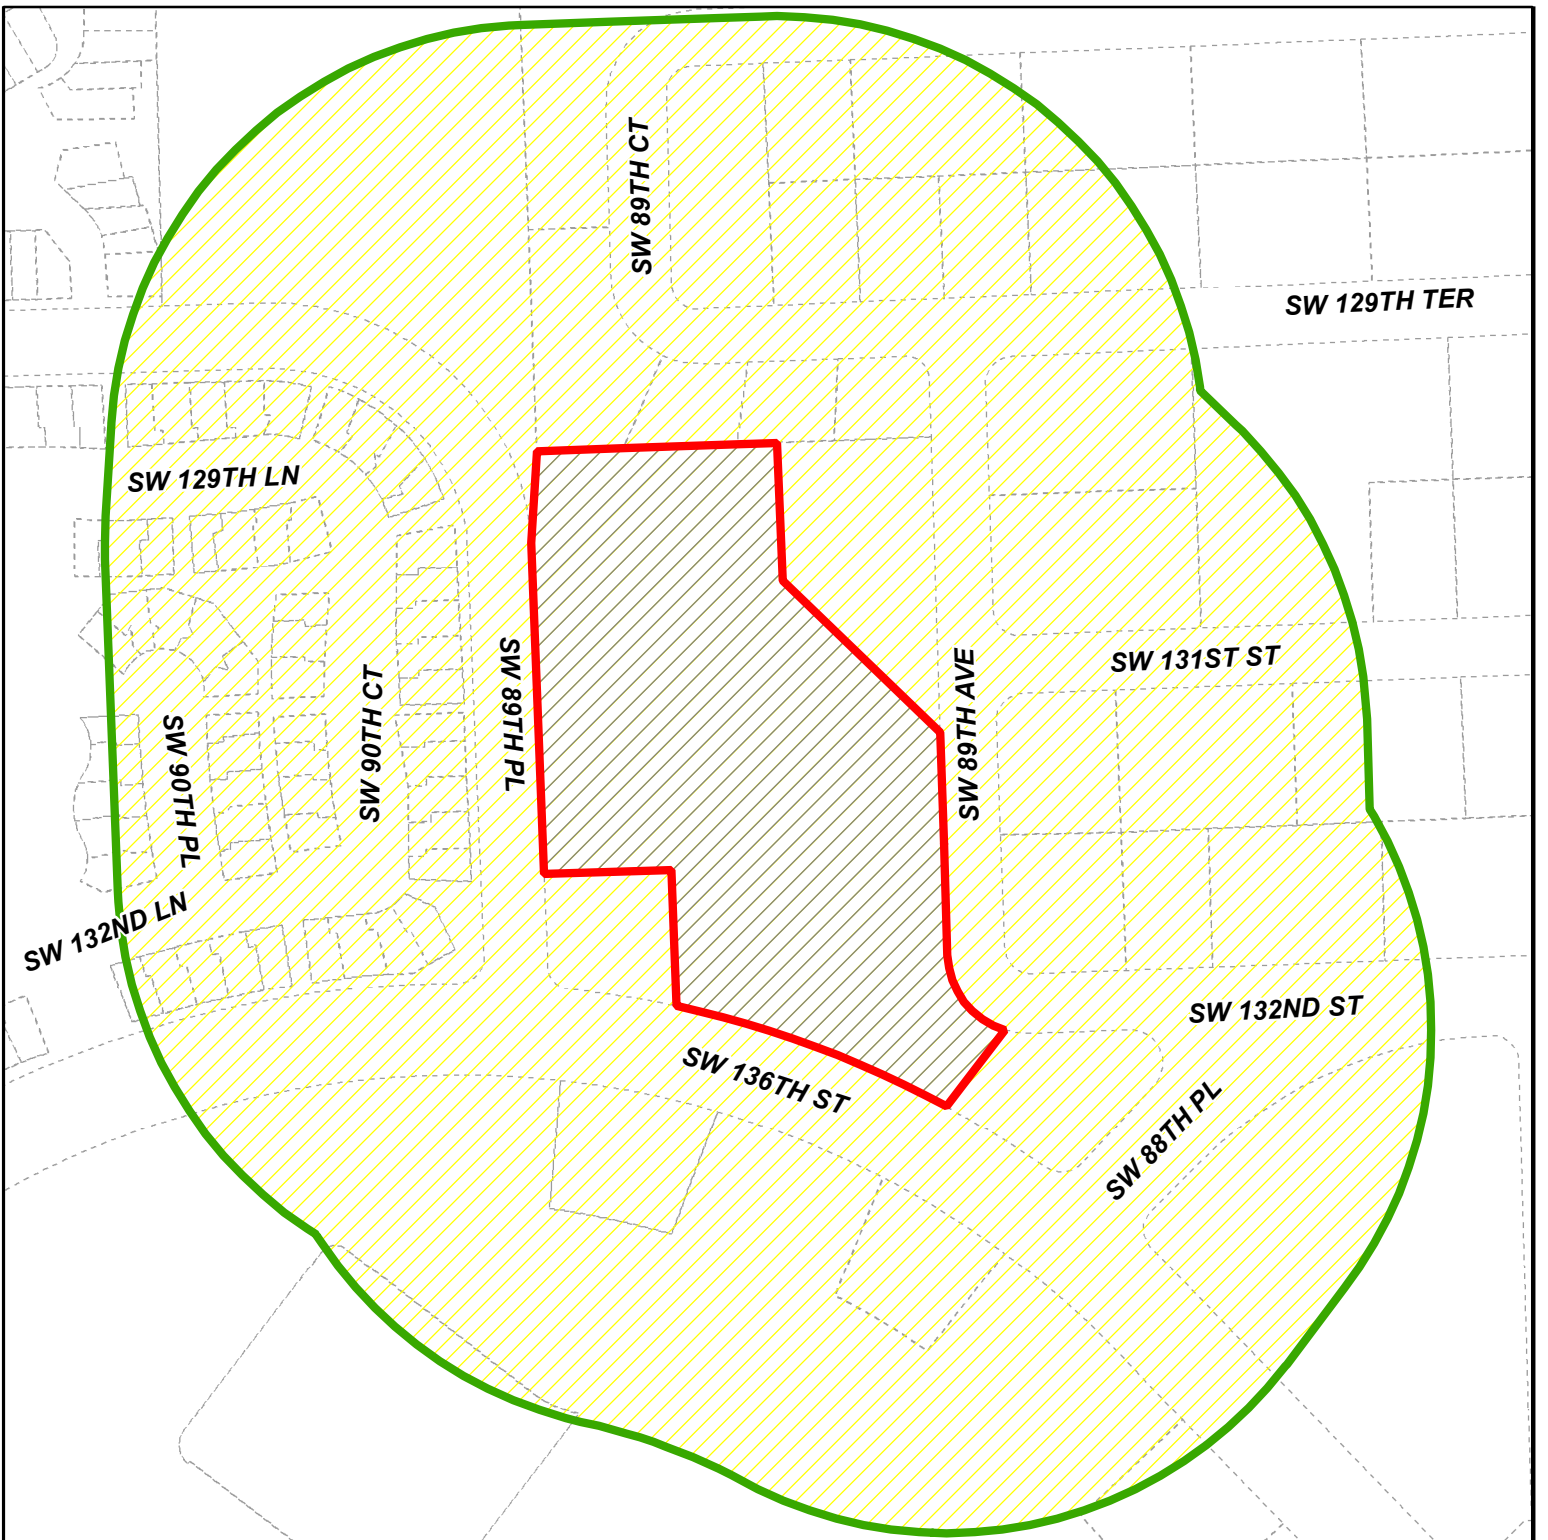 SW 89TH CT
SW 129TH TER
SW 129TH LN
SW 89TH PL
SW 131ST ST
SW 89TH AVE
SW 90TH CT
SW 90TH PL
SW 132ND LN
SW 132ND ST
SW 136TH ST
SW 88TH PL